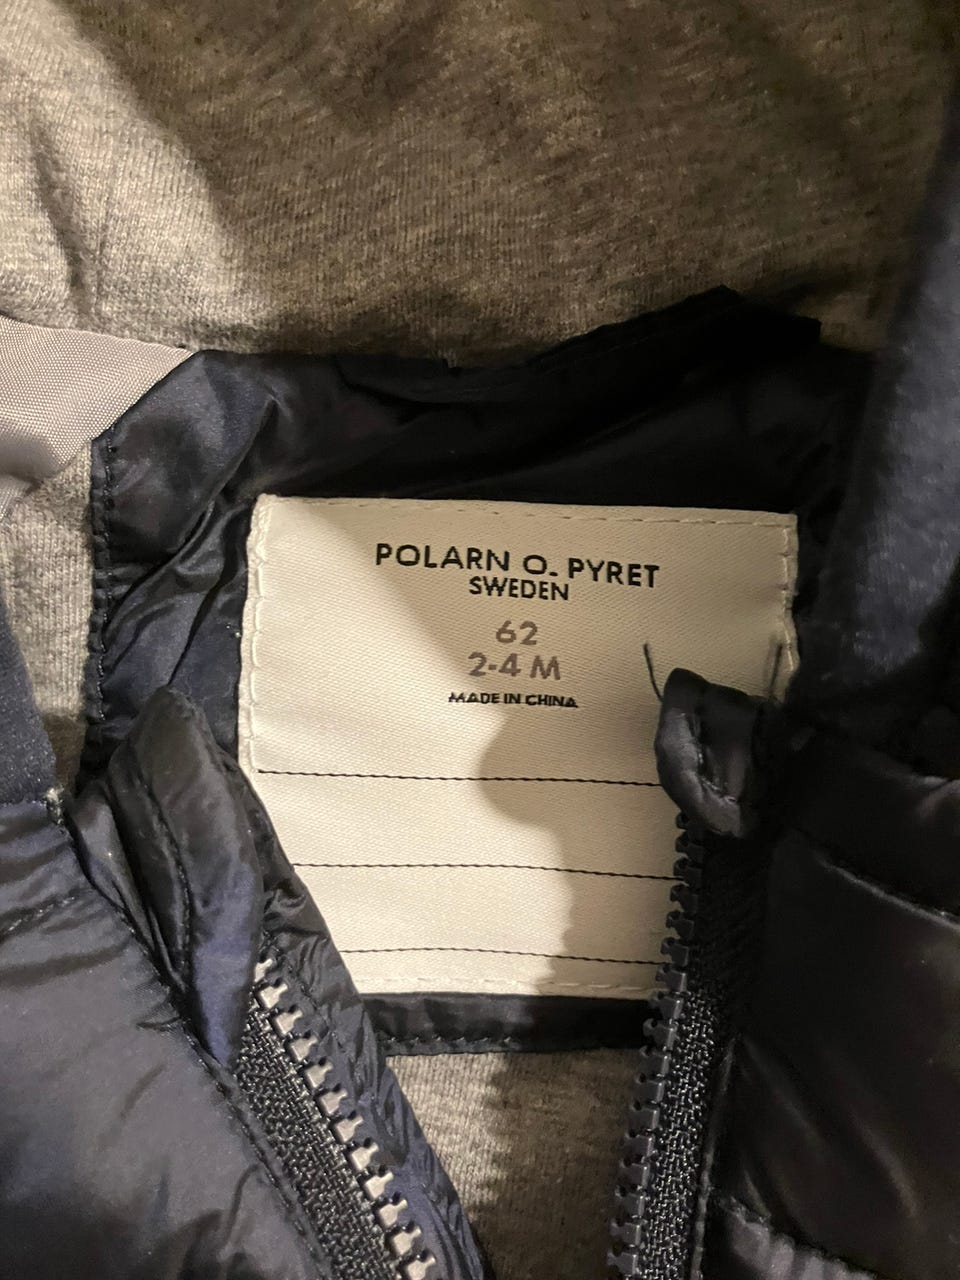 POLARN O. PYRET
SWEDEN
62
2-4 M
MADE IN CHINA